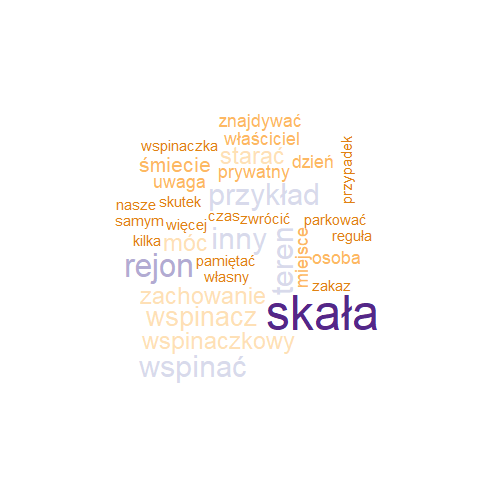 znajdywać
właściciel
wspinaczka
starać
przypadek
śmiecie
dzień
prywatny
uwaga
przykład
nasze
skutek
samym
więcej
czas
zwrócić
parkować
kilka
móc
inny
teren
miejsce
reguła
rejon
pamiętać
osoba
własny
zakaz
zachowanie
skała
wspinacz
wspinaczkowy
wspinać